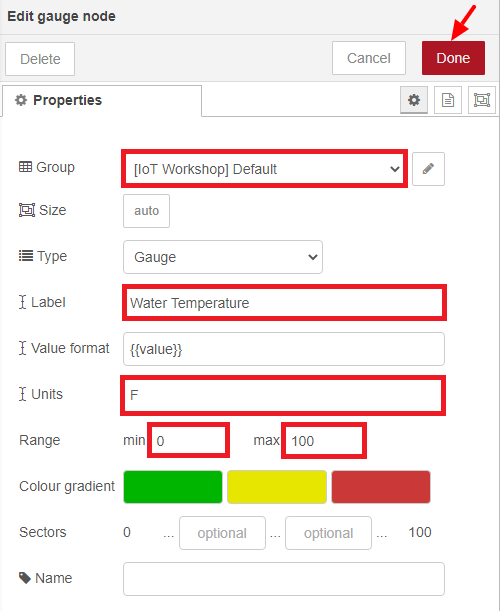 Edit gauge node
Delete
Cancel
Done
Properties
Group
[IoT Workshop] Default
Size
auto
Type
Gauge
Label
Water Temperature
Value format
{{value}}
Units
F
Range
min 0
max 100
Colour gradient
Sectors
0 ... optional ... optional ... 100
Name